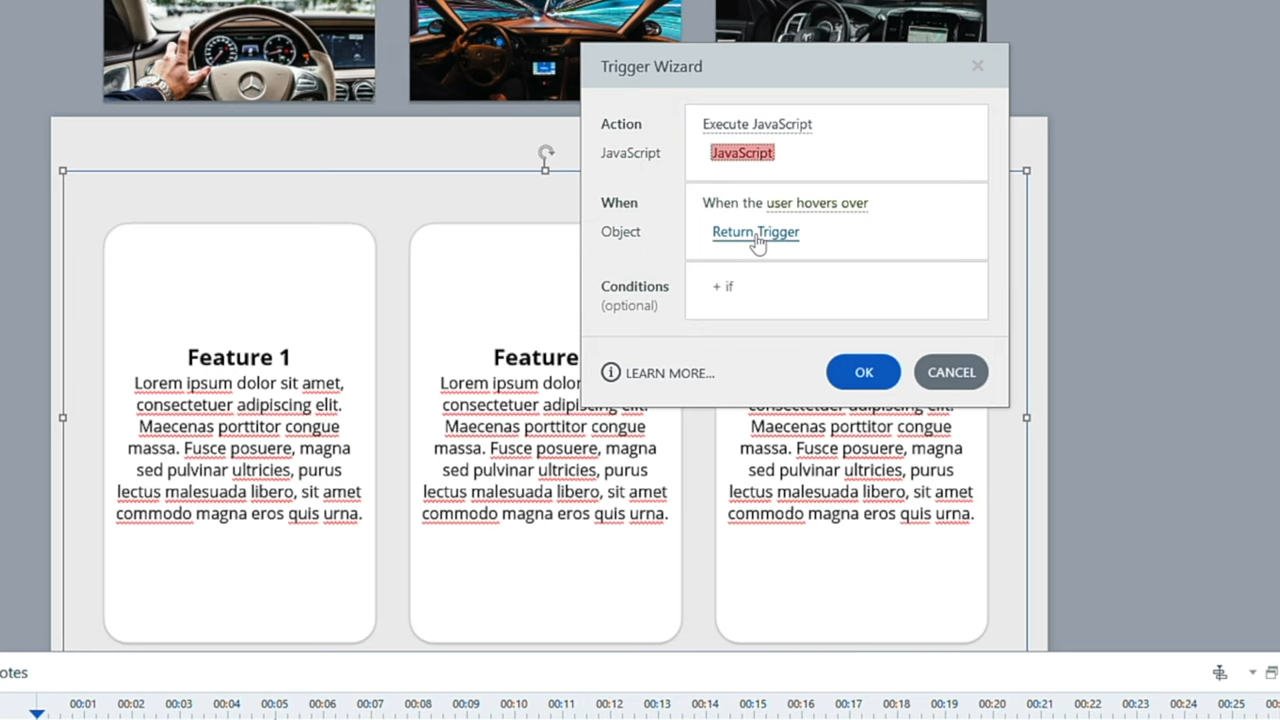 Trigger Wizard
Action
Execute JavaScript
JavaScript
JavaScript
When
When the user hovers over
Object
Return Trigger
Conditions
(optional)
+ if
LEARN MORE...
OK
CANCEL
Feature 1
Lorem ipsum dolor sit amet,
consectetuer adipiscing elit.
Maecenas porttitor congue
massa. Fusce posuere, magna
sed pulvinar ultricies, purus
lectus malesuada libero, sit amet
commodo magna eros quis urna.
Feature
Lorem ipsum dolor
consectetuer adipiscing elit.
Maecenas porttitor congue
massa. Fusce posuere, magna
sed pulvinar ultricies, purus
lectus malesuada libero, sit amet
commodo magna eros quis urna.
consectetuer adipiscing elit.
Maecenas porttitor congue
massa. Fusce posuere, magna
sed pulvinar ultricies, purus
lectus malesuada libero, sit amet
commodo magna eros quis urna.
otes
00:01 00:02 00:03 00:04 00:05 00:06 00:07 00:08 00:09 00:10 00:11 00:12 00:13 00:14 00:15 00:16 00:17 00:18 00:19 00:20 00:21 00:22 00:23 00:24 00:25